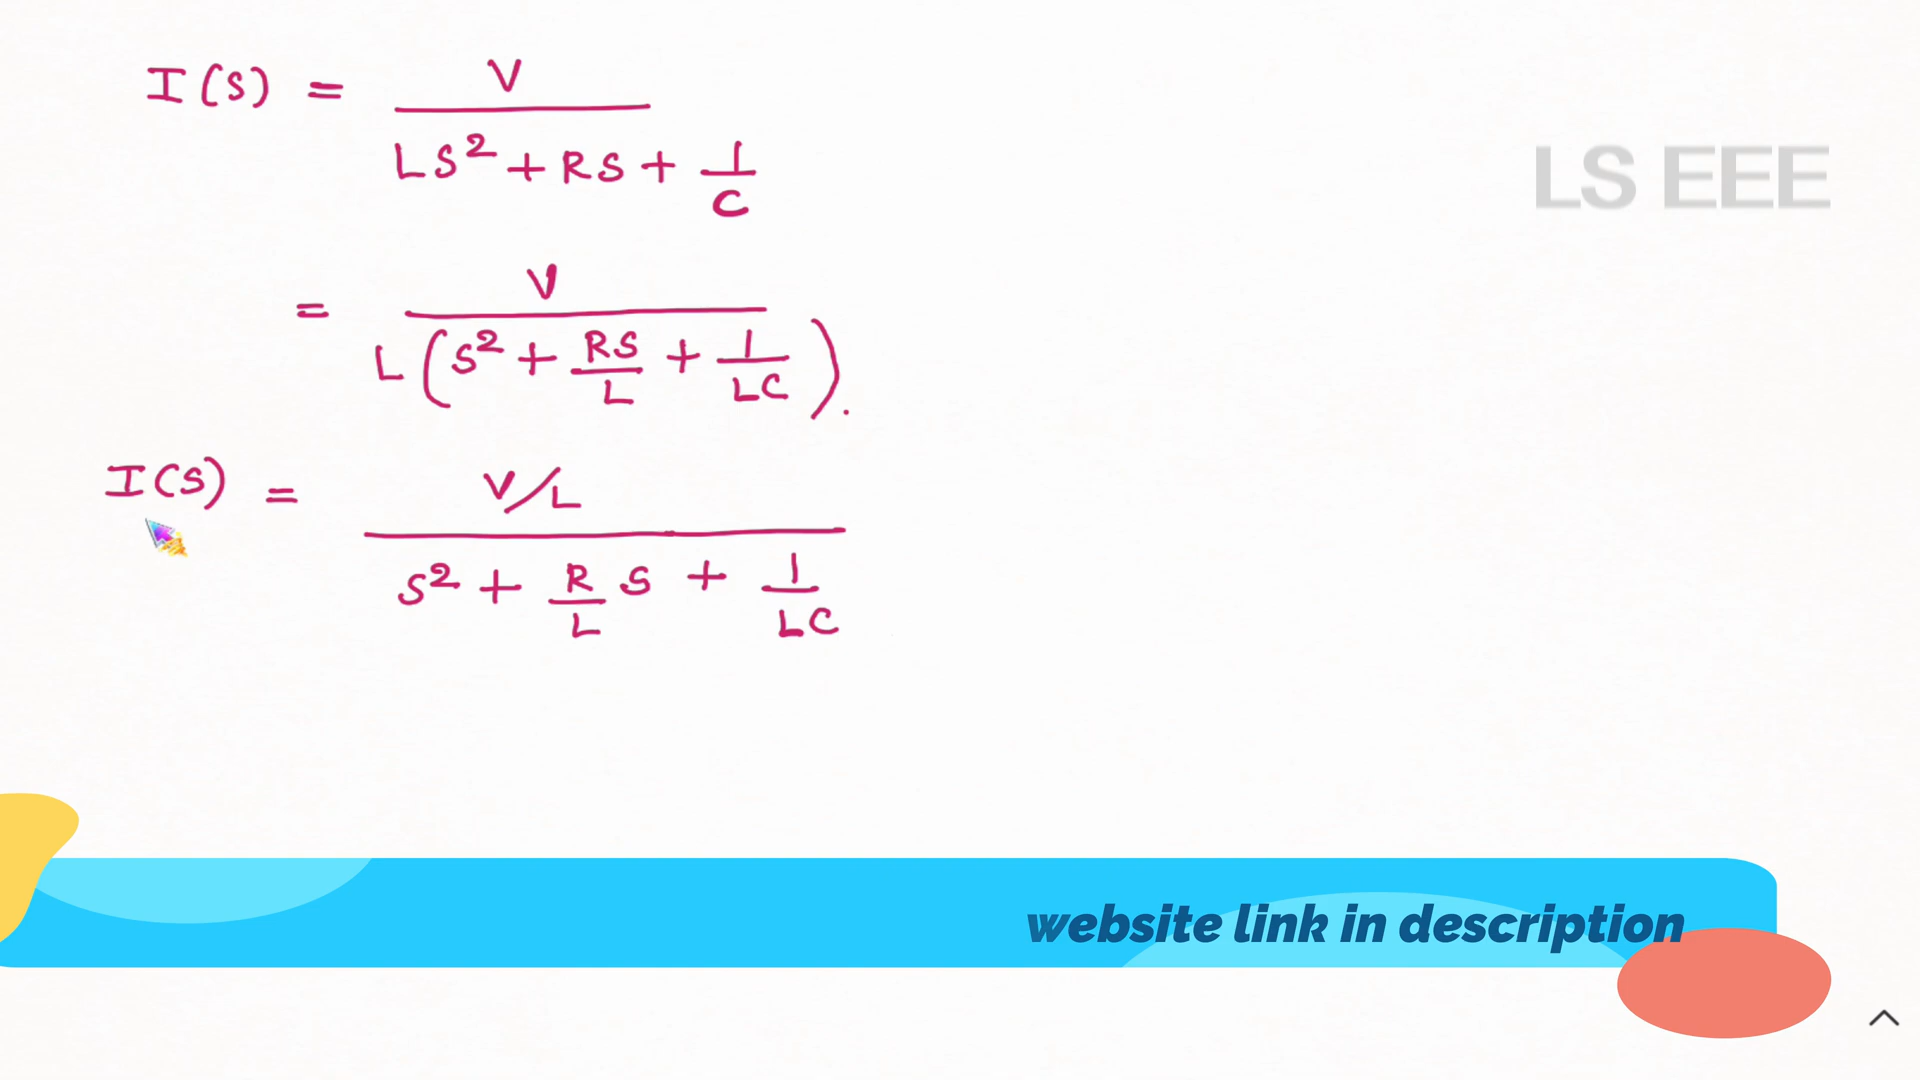 I(S) = V / (LS² + RS + 1/C)
LS EEE
= V / L(S² + RS/L + 1/LC).
I(S) = V/L / (S² + R/L S + 1/LC)
website link in description